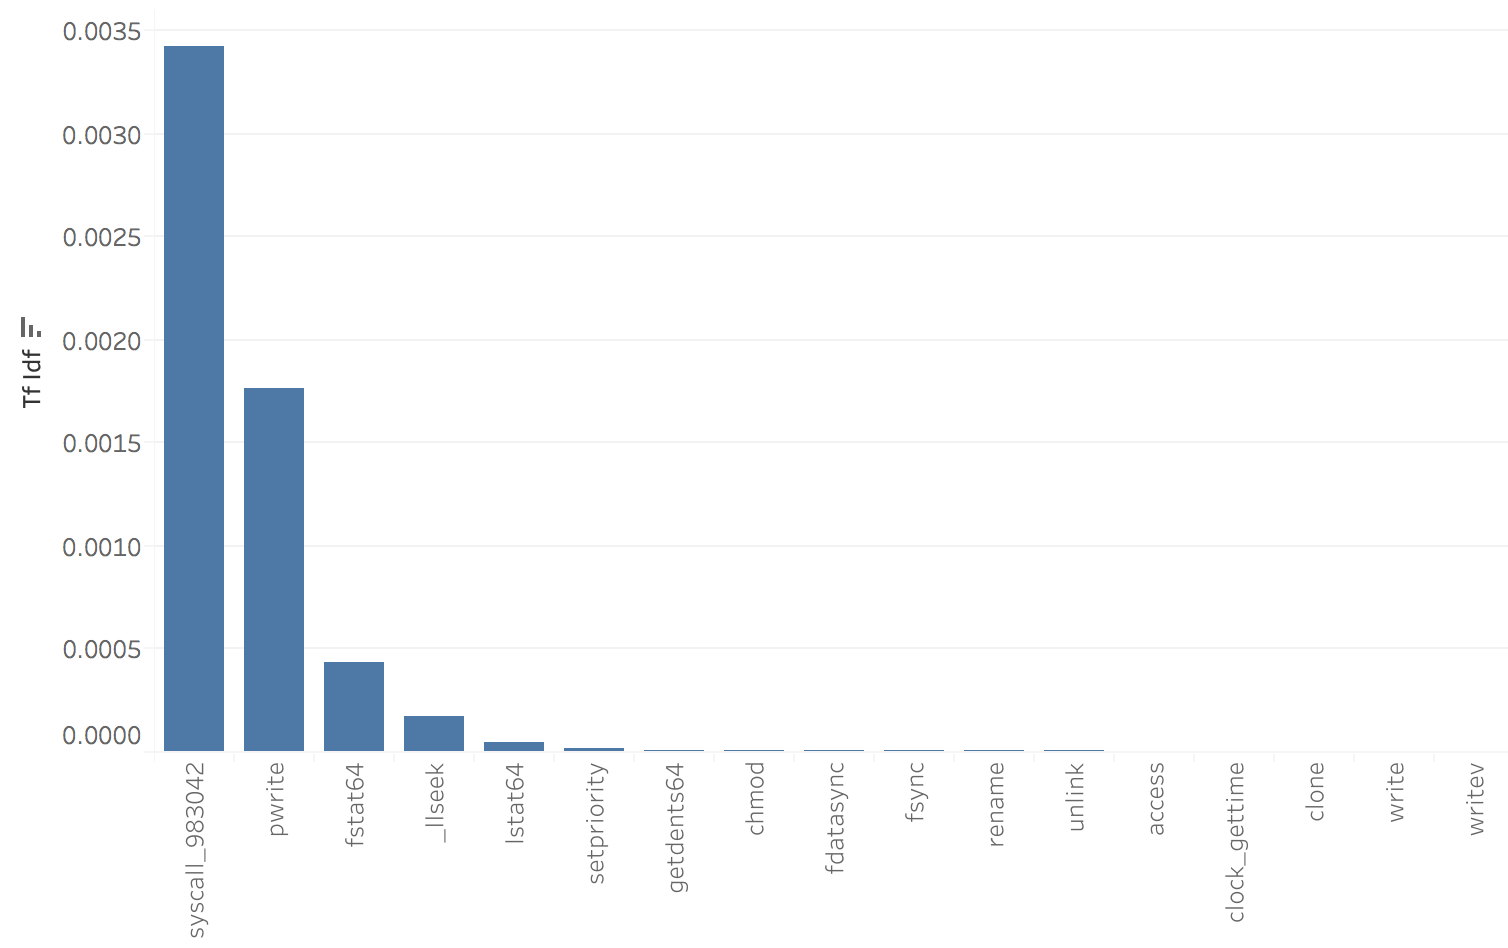 0.0035
0.0030
0.0025
0.0020
0.0015
0.0010
0.0005
0.0000
Tf Idf
syscall_983042
pwrite
fstat64
_llseek
lstat64
setpriority
getdents64
chmod
fdatasync
fsync
rename
unlink
access
clock_gettime
clone
write
writev